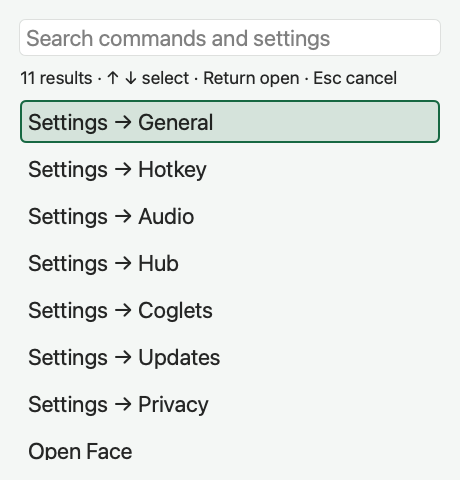 Search commands and settings
11 results · ↑ ↓ select · Return open · Esc cancel
Settings → General
Settings → Hotkey
Settings → Audio
Settings → Hub
Settings → Coglets
Settings → Updates
Settings → Privacy
Open Face